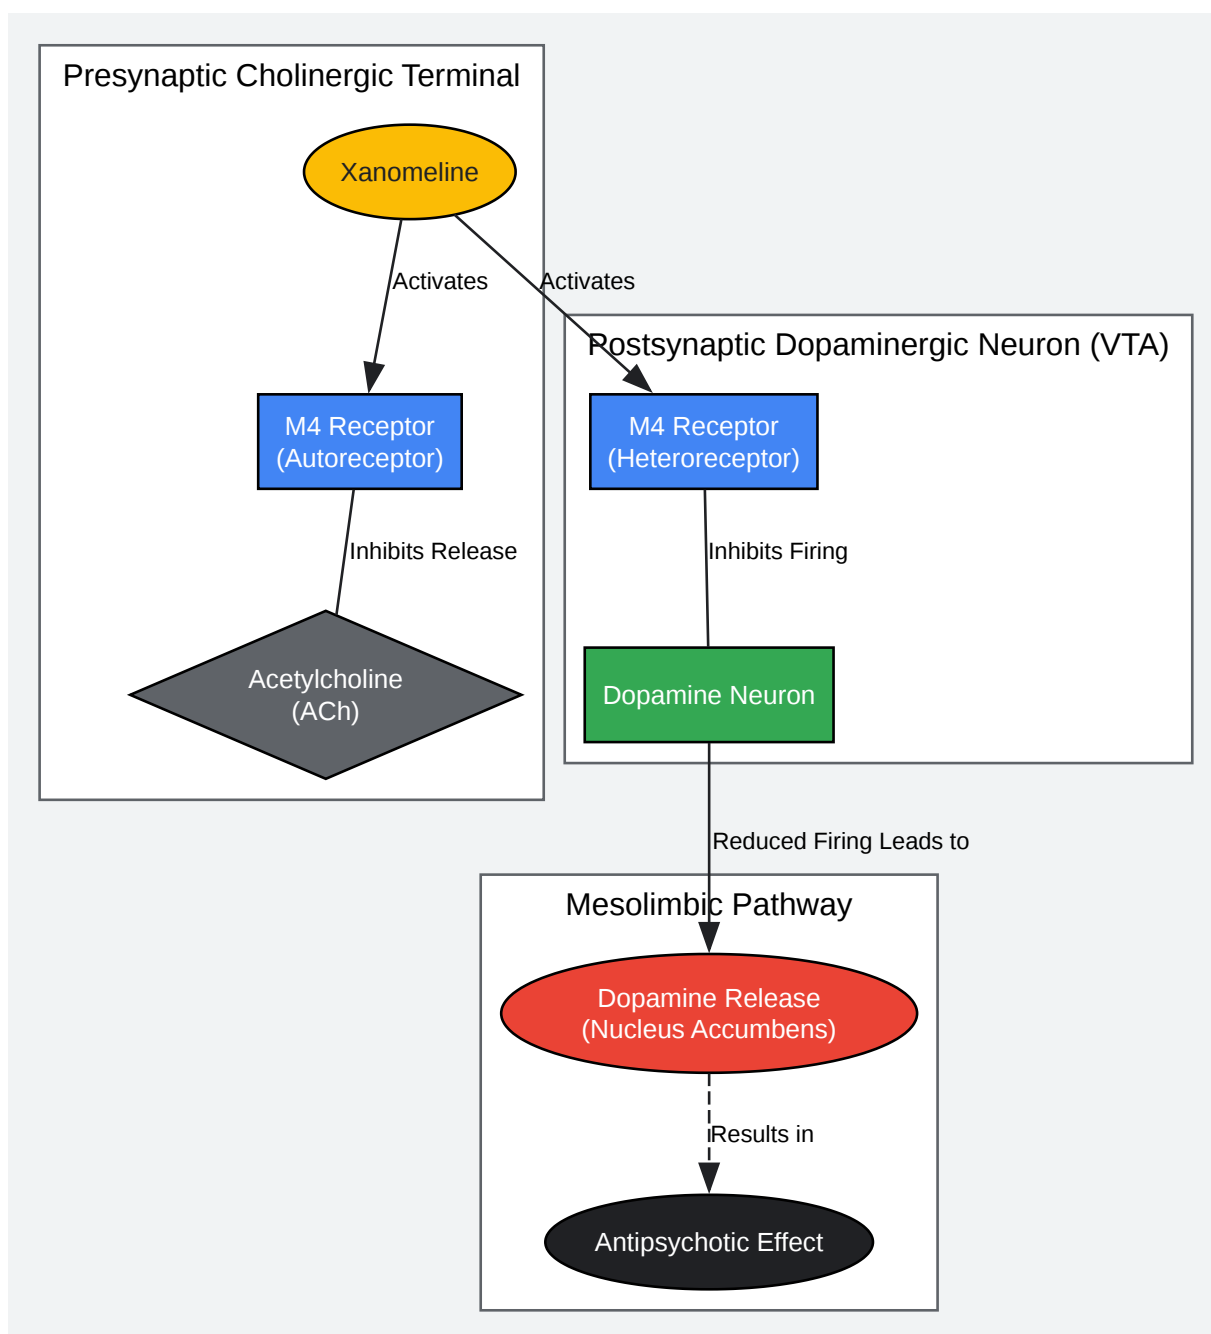 Presynaptic Cholinergic Terminal
Xanomeline
Activates
Activates
Postsynaptic Dopaminergic Neuron (VTA)
M4 Receptor
(Autoreceptor)
M4 Receptor
(Heteroreceptor)
Inhibits Release
Inhibits Firing
Acetylcholine
(ACh)
Dopamine Neuron
Reduced Firing Leads to
Mesolimbic Pathway
Dopamine Release
(Nucleus Accumbens)
Results in
Antipsychotic Effect